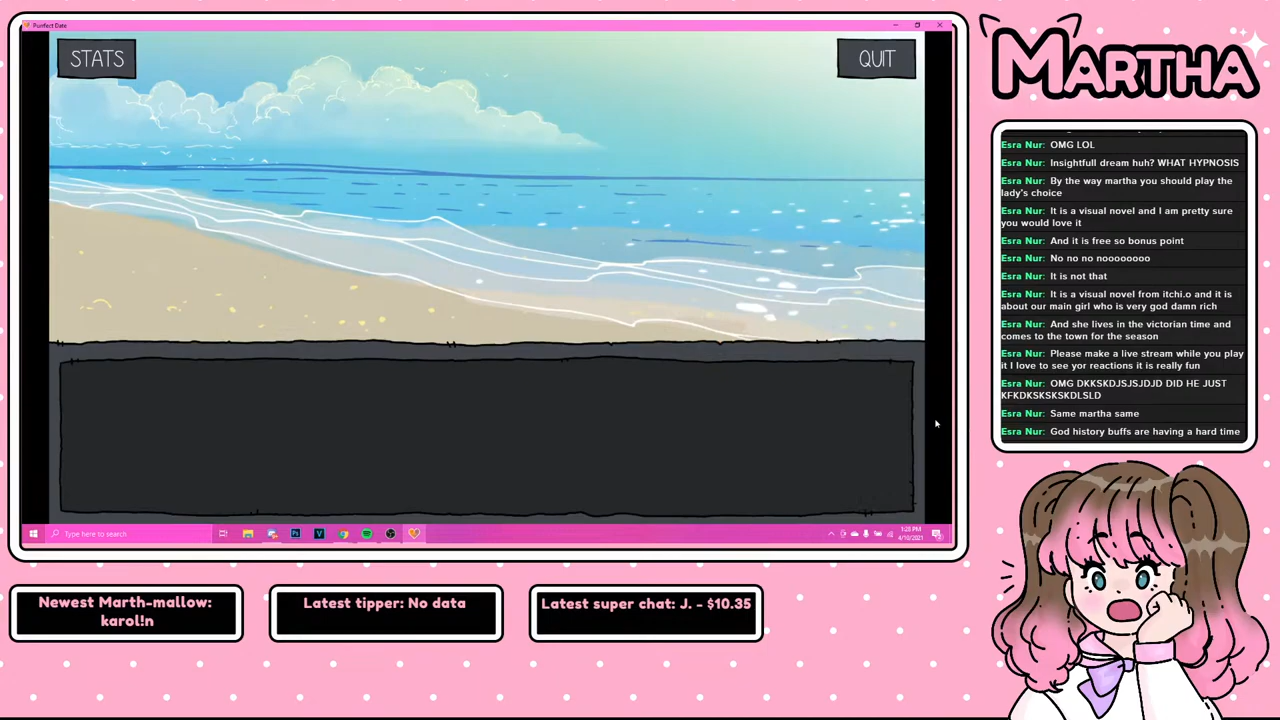 Purrfect Date
STATS
QUIT
MARTHA
Esra Nur: OMG LOL
Esra Nur: Insightfull dream huh? WHAT HYPNOSIS
Esra Nur: By the way martha you should play the
lady's choice
Esra Nur: It is a visual novel and I am pretty sure
you would love it
Esra Nur: And it is free so bonus point
Esra Nur: No no no noooooooo
Esra Nur: It is not that
Esra Nur: It is a visual novel from itchi.o and it is
about our main girl who is very god damn rich
Esra Nur: And she lives in the victorian time and
comes to the town for the season
Esra Nur: Please make a live stream while you play
it I love to see yor reactions it is really fun
Esra Nur: OMG DKKSKDJSJSJDJD DID HE JUST
KFKDKSKSKSKDLSLD
Esra Nur: Same martha same
Esra Nur: God history buffs are having a hard time
Type here to search
Ps
V
1:25 PM
4/10/2021
Newest Marth-mallow:
karol!n
Latest tipper: No data
Latest super chat: J. - $10.35